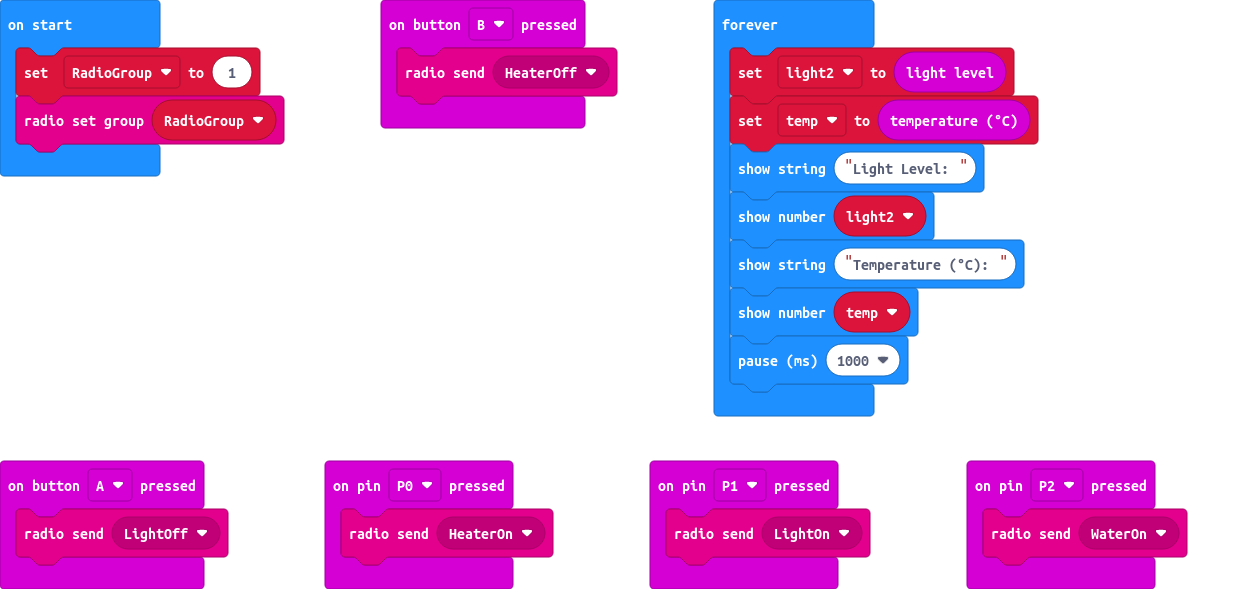 on start
set RadioGroup to 1
radio set group RadioGroup
on button B pressed
radio send HeaterOff
forever
set light2 to light level
set temp to temperature (°C)
show string "Light Level: "
show number light2
show string "Temperature (°C): "
show number temp
pause (ms) 1000
on button A pressed
radio send LightOff
on pin P0 pressed
radio send HeaterOn
on pin P1 pressed
radio send LightOn
on pin P2 pressed
radio send WaterOn